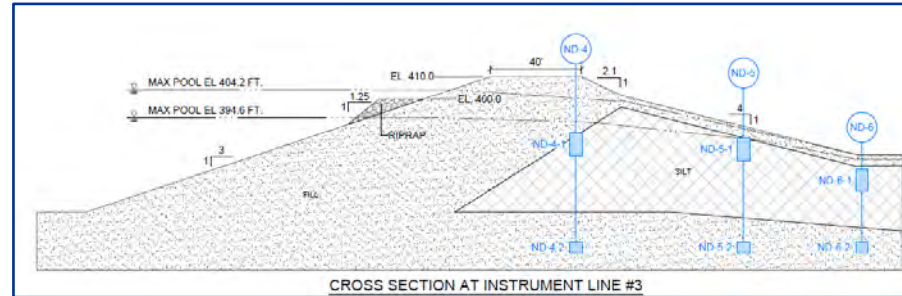 ND-4
40'
MAX POOL EL 404.2 FT.
EL. 410.0
2.1
1
ND-5
1.25
1
EL. 400.0
MAX POOL EL 394.6 FT.
4
1
RIPRAP
ND-6
ND-4-1
ND-5-1
3
1
SILT
ND-6-1
FILL
ND-4-2
ND-5-2
ND-6-2
CROSS SECTION AT INSTRUMENT LINE #3